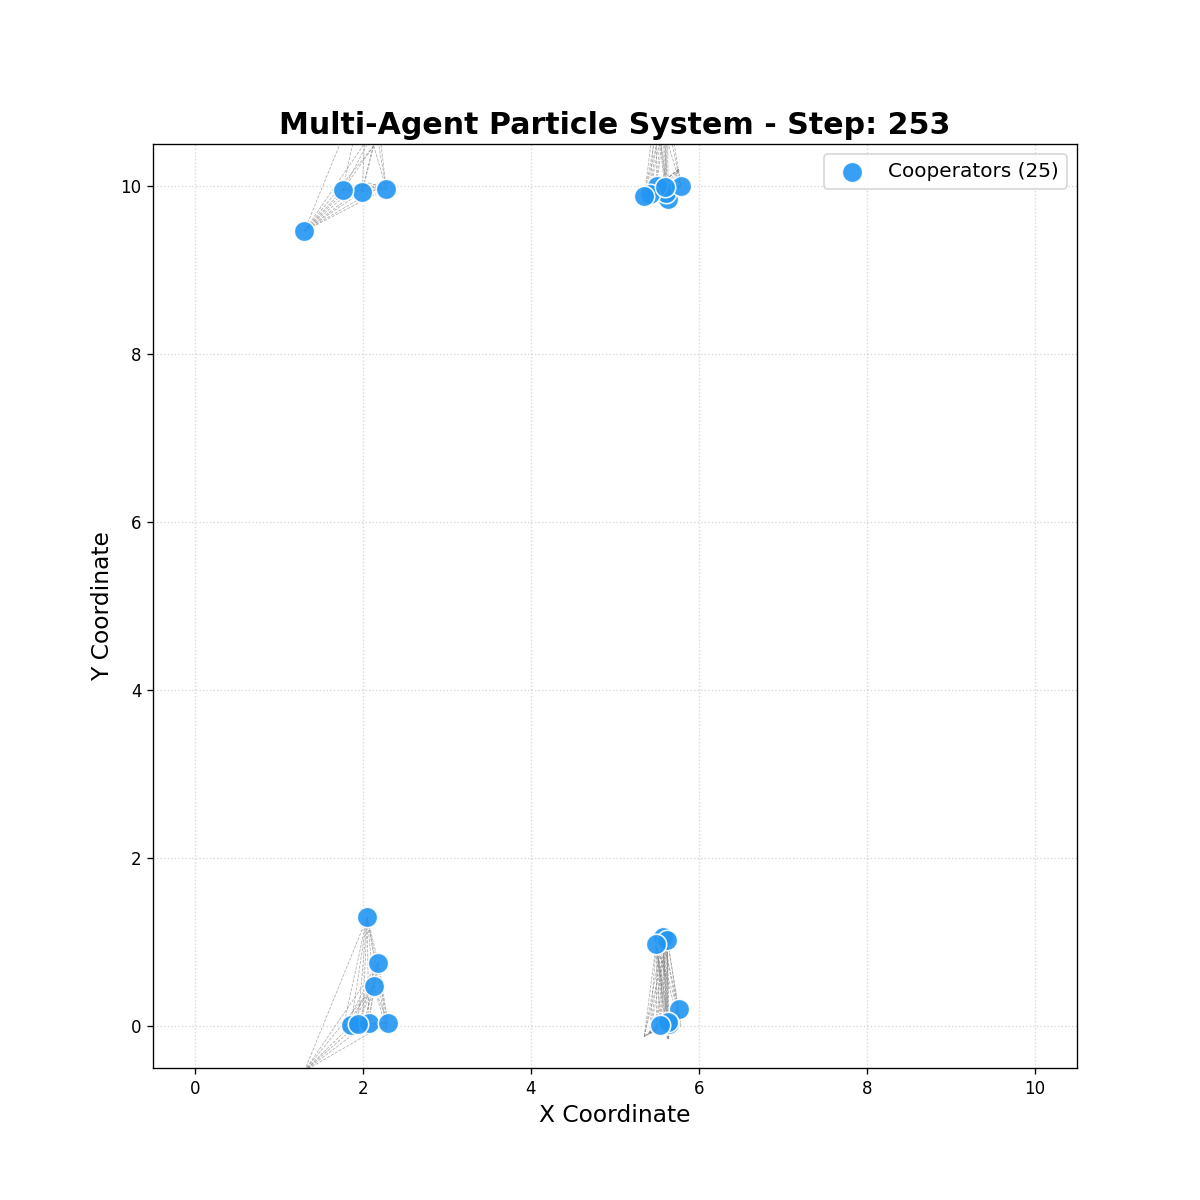 Multi-Agent Particle System - Step: 253
Cooperators (25)
10
8
6
4
2
0
Y Coordinate
0 2 4 6 8 10
X Coordinate